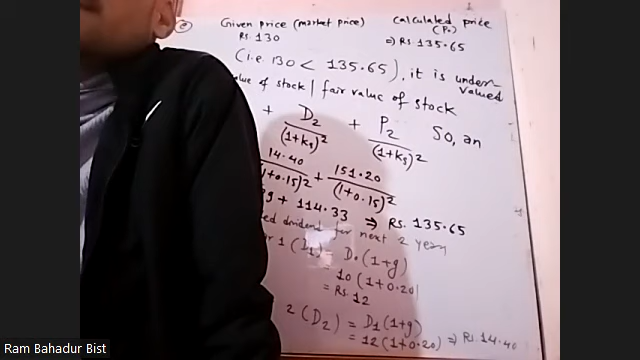 Given price (market price) Calculated price
(P₀)
Rs. 130 ⇒ Rs. 135.65
(i.e. 130 < 135.65), it is under-
valued
value of stock | fair value of stock
+ D₂/(1+ks)² + P₂/(1+ks)² So, an
14.40/(1+0.15)² + 151.20/(1+0.15)²
+ 114.33 ⇒ Rs. 135.65
dividend for next 2 years
1 (D₁) = D₀(1+g)
= 10(1+0.20)
= Rs. 12
2 (D₂) = D₁(1+g)
= 12(1+0.20) ⇒ Rs. 14.40
Ram Bahadur Bist